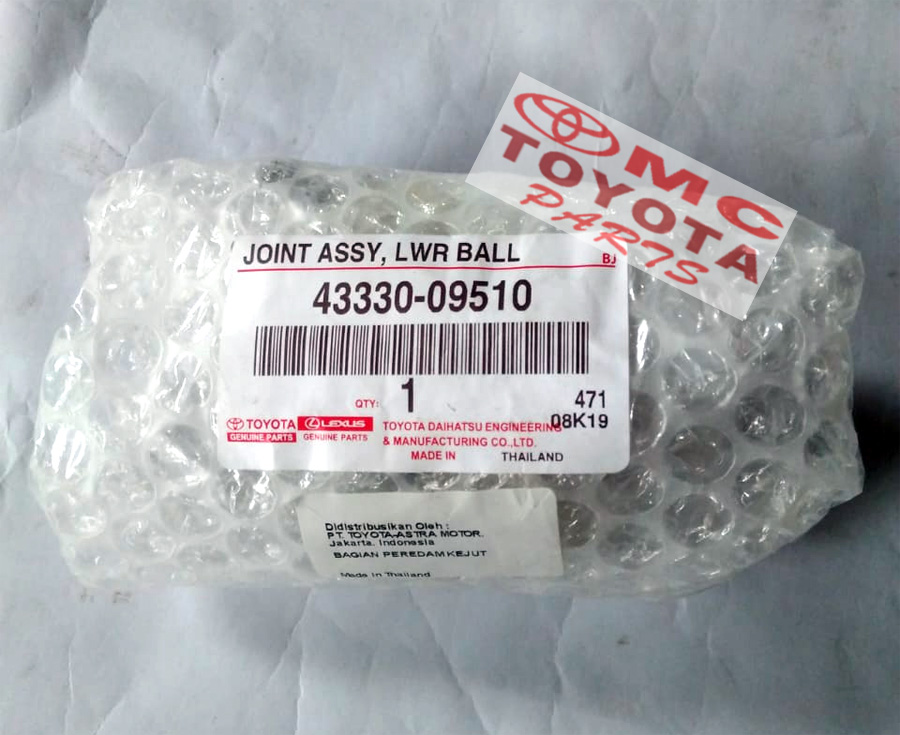 OMC
TOYOTA
PARTS
JOINT ASSY, LWR BALL
BJ
43330-09510
QTY: 1
471
08K19
TOYOTA LEXUS
GENUINE PARTS GENUINE PARTS
TOYOTA DAIHATSU ENGINEERING
& MANUFACTURING CO.,LTD.
MADE IN THAILAND
Didistribusikan Oleh :
PT. TOYOTA-ASTRA MOTOR.
Jakarta. Indonesia
BAGIAN PEREDAM KEJUT
Made in Thailand